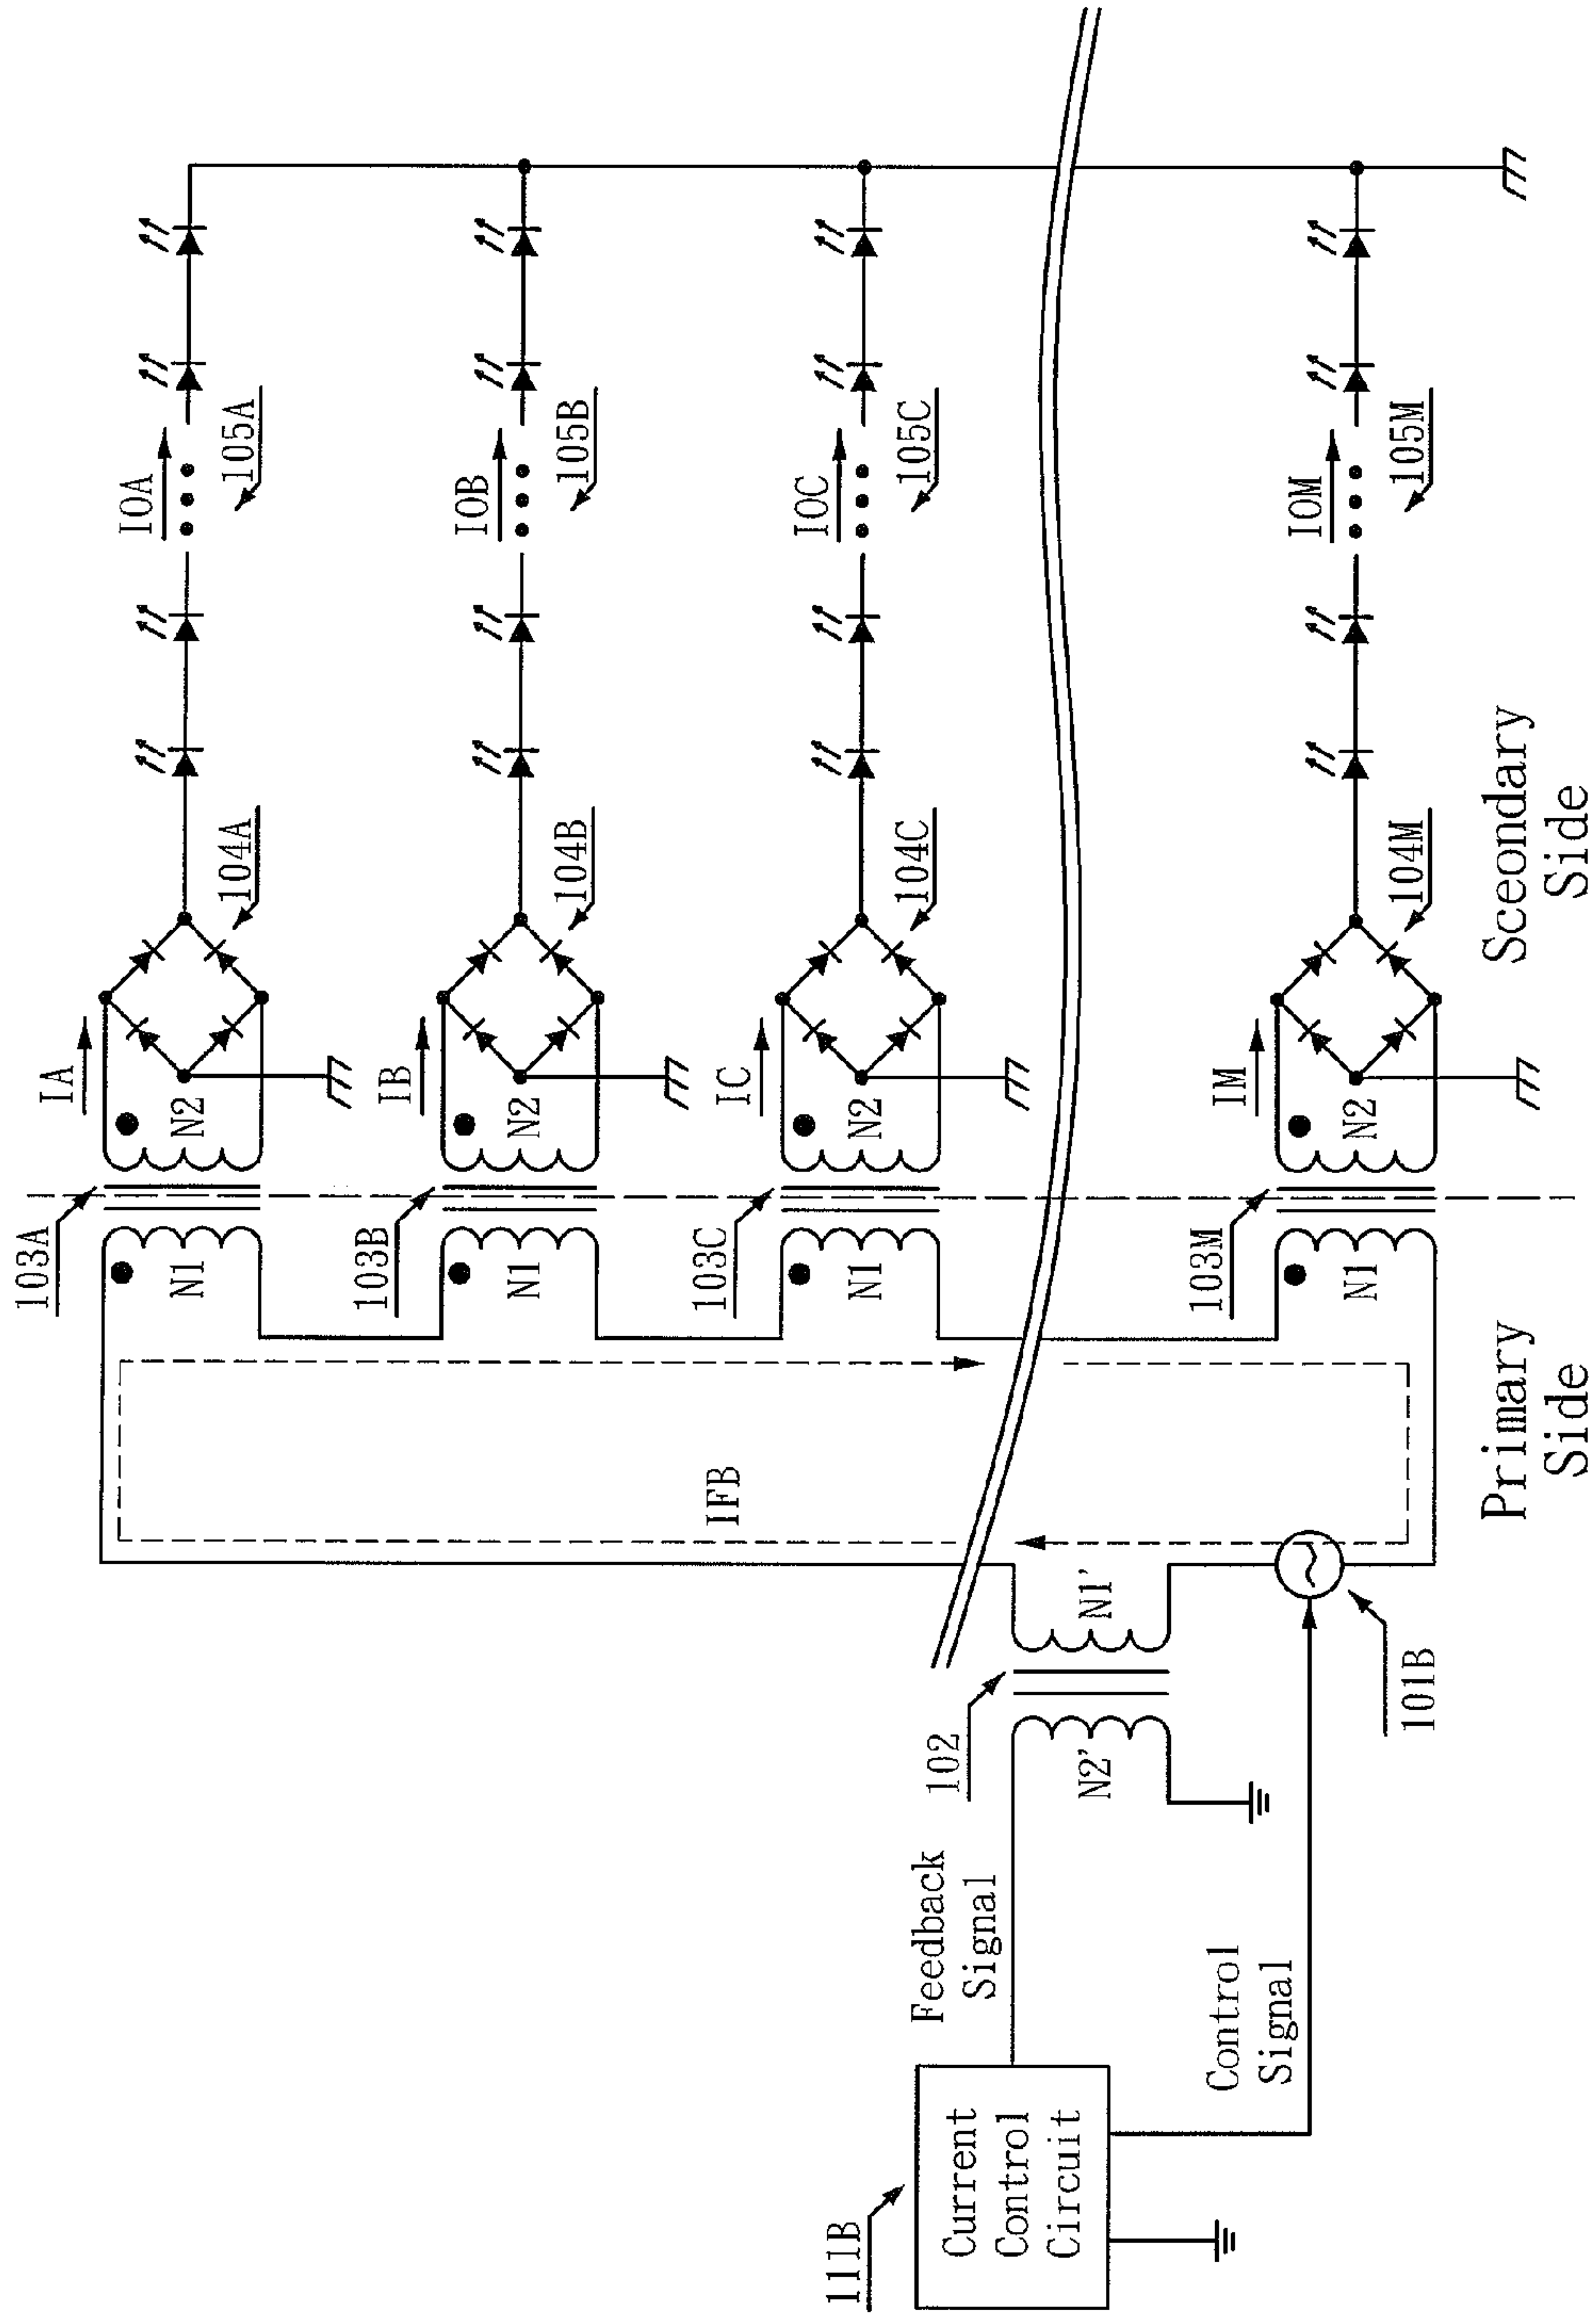 111B
Current
Control
Circuit
Feedback
Signal
Control
Signal
102
N2'
N1'
101B
IFB
Primary
Side
Sceondary
Side
103A
N1
N2
IA
104A
IOA
105A
103B
N1
N2
IB
104B
IOB
105B
103C
N1
N2
IC
104C
IOC
105C
103M
N1
N2
IM
104M
IOM
105M